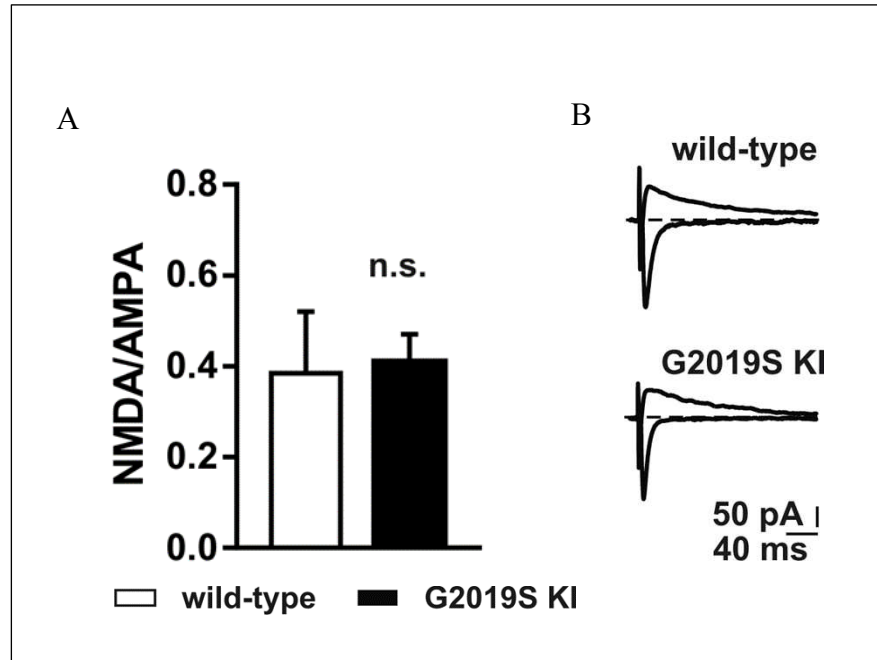 A
NMDA/AMPA
0.8
0.6
0.4
0.2
0.0
n.s.
wild-type
G2019S KI
B
wild-type
G2019S KI
50 pA
40 ms